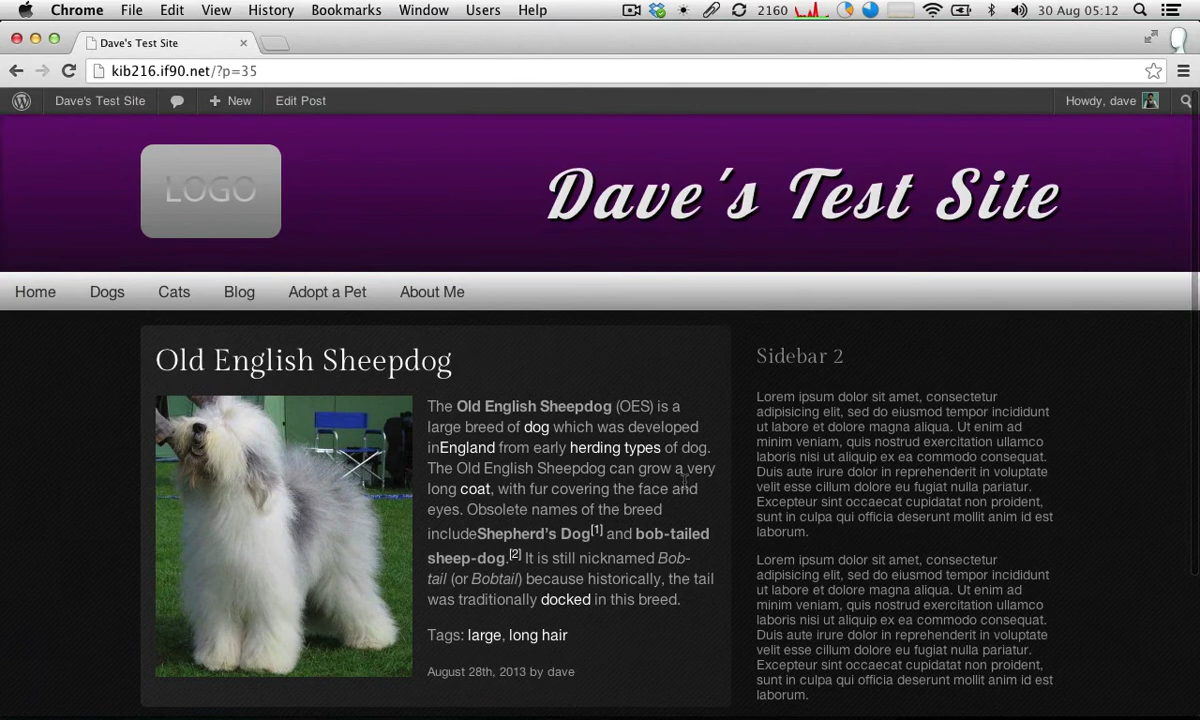 Chrome File Edit View History Bookmarks Window Users Help 2160 30 Aug 05:12
Dave's Test Site
kib216.if90.net/?p=35
Dave's Test Site New Edit Post Howdy, dave
LOGO
Dave's Test Site
Home Dogs Cats Blog Adopt a Pet About Me
Old English Sheepdog
The Old English Sheepdog (OES) is a
large breed of dog which was developed
inEngland from early herding types of dog.
The Old English Sheepdog can grow a very
long coat, with fur covering the face and
eyes. Obsolete names of the breed
includeShepherd's Dog[1] and bob-tailed
sheep-dog.[2] It is still nicknamed Bob-
tail (or Bobtail) because historically, the tail
was traditionally docked in this breed.
Tags: large, long hair
August 28th, 2013 by dave
Sidebar 2
Lorem ipsum dolor sit amet, consectetur
adipisicing elit, sed do eiusmod tempor incididunt
ut labore et dolore magna aliqua. Ut enim ad
minim veniam, quis nostrud exercitation ullamco
laboris nisi ut aliquip ex ea commodo consequat.
Duis aute irure dolor in reprehenderit in voluptate
velit esse cillum dolore eu fugiat nulla pariatur.
Excepteur sint occaecat cupidatat non proident,
sunt in culpa qui officia deserunt mollit anim id est
laborum.
Lorem ipsum dolor sit amet, consectetur
adipisicing elit, sed do eiusmod tempor incididunt
ut labore et dolore magna aliqua. Ut enim ad
minim veniam, quis nostrud exercitation ullamco
laboris nisi ut aliquip ex ea commodo consequat.
Duis aute irure dolor in reprehenderit in voluptate
velit esse cillum dolore eu fugiat nulla pariatur.
Excepteur sint occaecat cupidatat non proident,
sunt in culpa qui officia deserunt mollit anim id est
laborum.